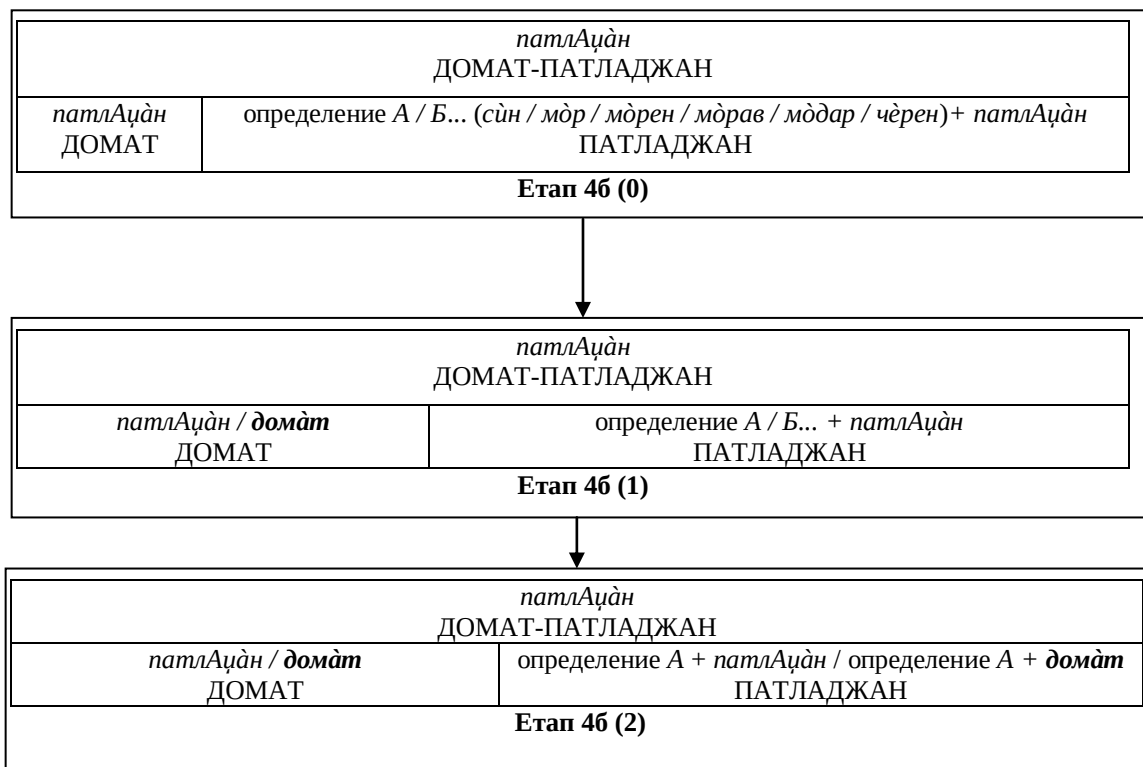 патлАџàн
ДОМАТ-ПАТЛАДЖАН
патлАџàн
ДОМАТ
определение А / Б... (сѝн / мòр / мòрен / мòрав / мòдар / чèрен)+ патлАџàн
ПАТЛАДЖАН
Етап 4б (0)
патлАџàн
ДОМАТ-ПАТЛАДЖАН
патлАџàн / домàт
ДОМАТ
определение А / Б... + патлАџàн
ПАТЛАДЖАН
Етап 4б (1)
патлАџàн
ДОМАТ-ПАТЛАДЖАН
патлАџàн / домàт
ДОМАТ
определение А + патлАџàн / определение А + домàт
ПАТЛАДЖАН
Етап 4б (2)